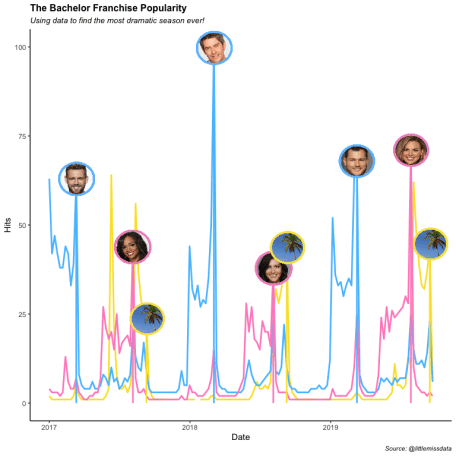 The Bachelor Franchise Popularity
Using data to find the most dramatic season ever!
100
75
50
25
0
Hits
2017
2018
2019
Date
Source: @littlemissdata